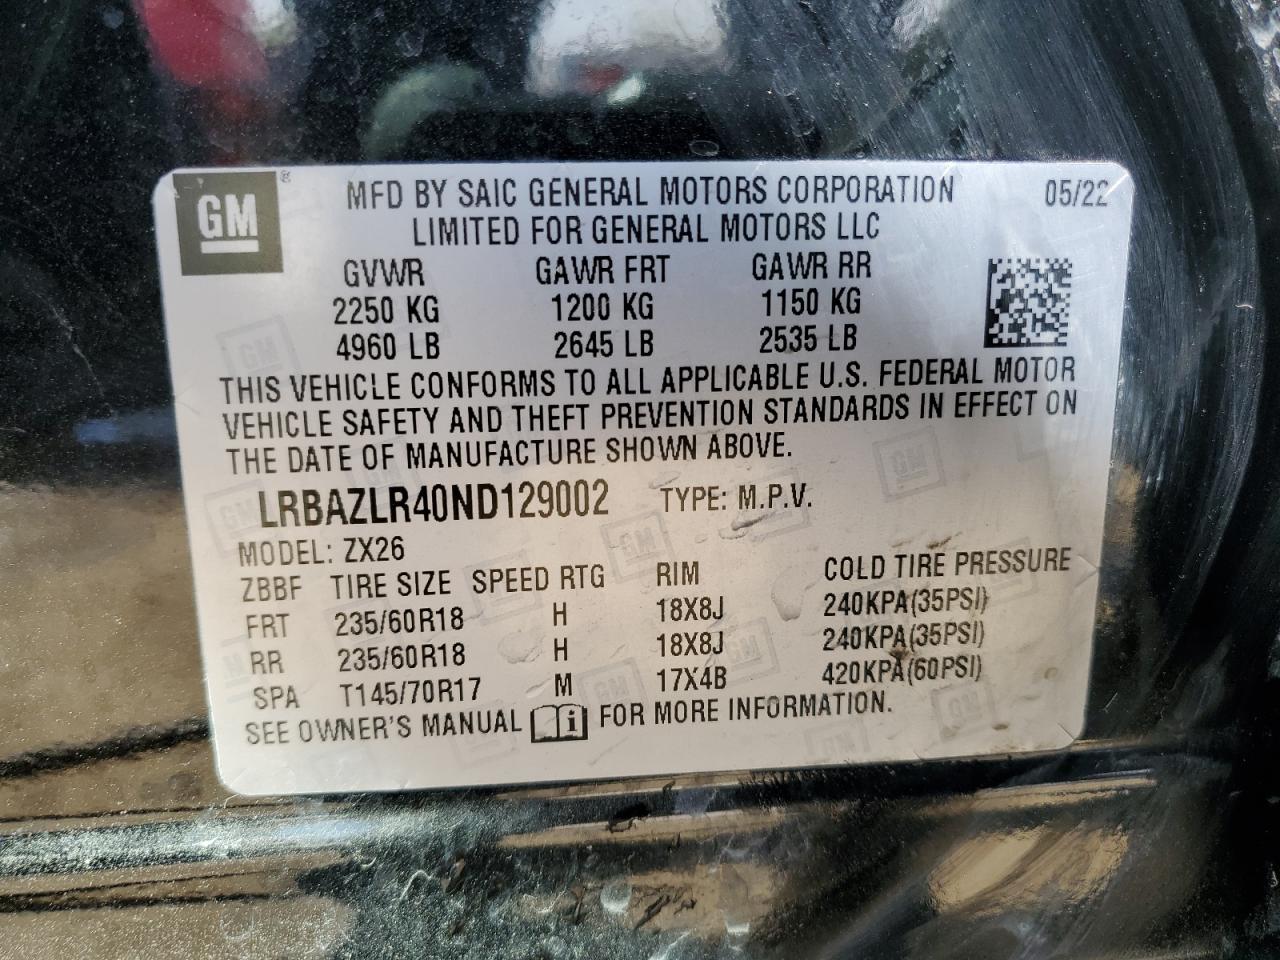 GM ® MFD BY SAIC GENERAL MOTORS CORPORATION 05/22
LIMITED FOR GENERAL MOTORS LLC
GVWR GAWR FRT GAWR RR
2250 KG 1200 KG 1150 KG
4960 LB 2645 LB 2535 LB
THIS VEHICLE CONFORMS TO ALL APPLICABLE U.S. FEDERAL MOTOR
VEHICLE SAFETY AND THEFT PREVENTION STANDARDS IN EFFECT ON
THE DATE OF MANUFACTURE SHOWN ABOVE.
LRBAZLR40ND129002 TYPE: M.P.V.
MODEL: ZX26
ZBBF TIRE SIZE SPEED RTG RIM COLD TIRE PRESSURE
FRT 235/60R18 H 18X8J 240KPA(35PSI)
RR 235/60R18 H 18X8J 240KPA(35PSI)
SPA T145/70R17 M 17X4B 420KPA(60PSI)
SEE OWNER'S MANUAL i FOR MORE INFORMATION.